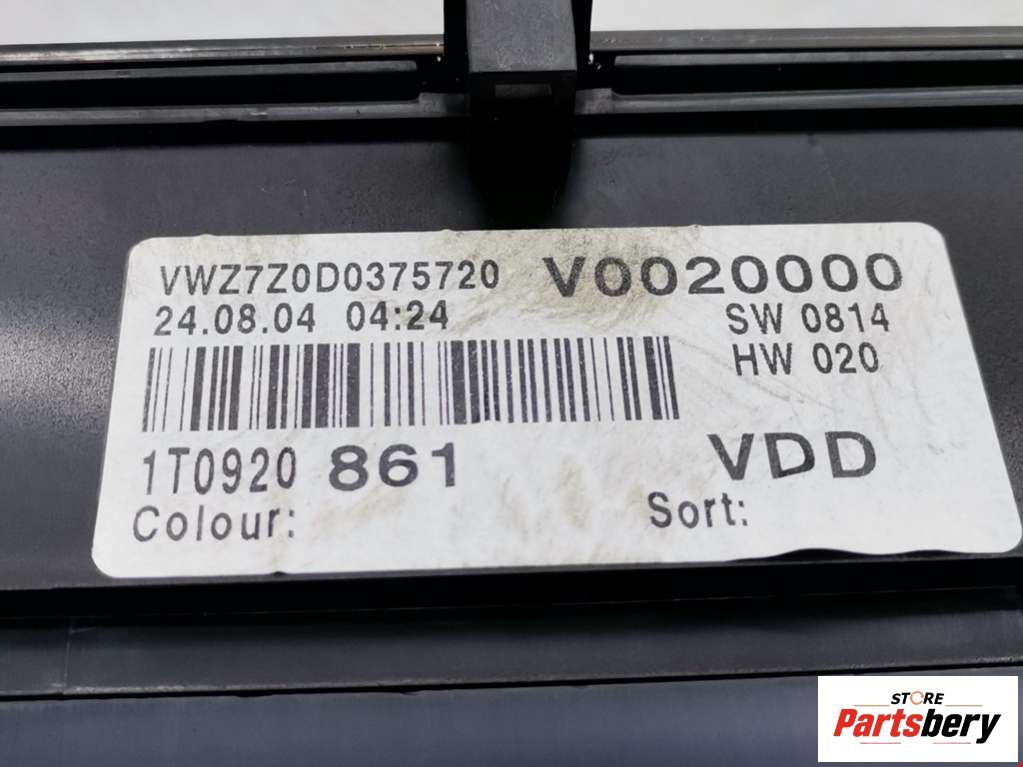 VWZ7Z0D0375720 V0020000
24.08.04 04:24 SW 0814
HW 020
1T0920 861 VDD
Colour: Sort:
STORE
Partsbery